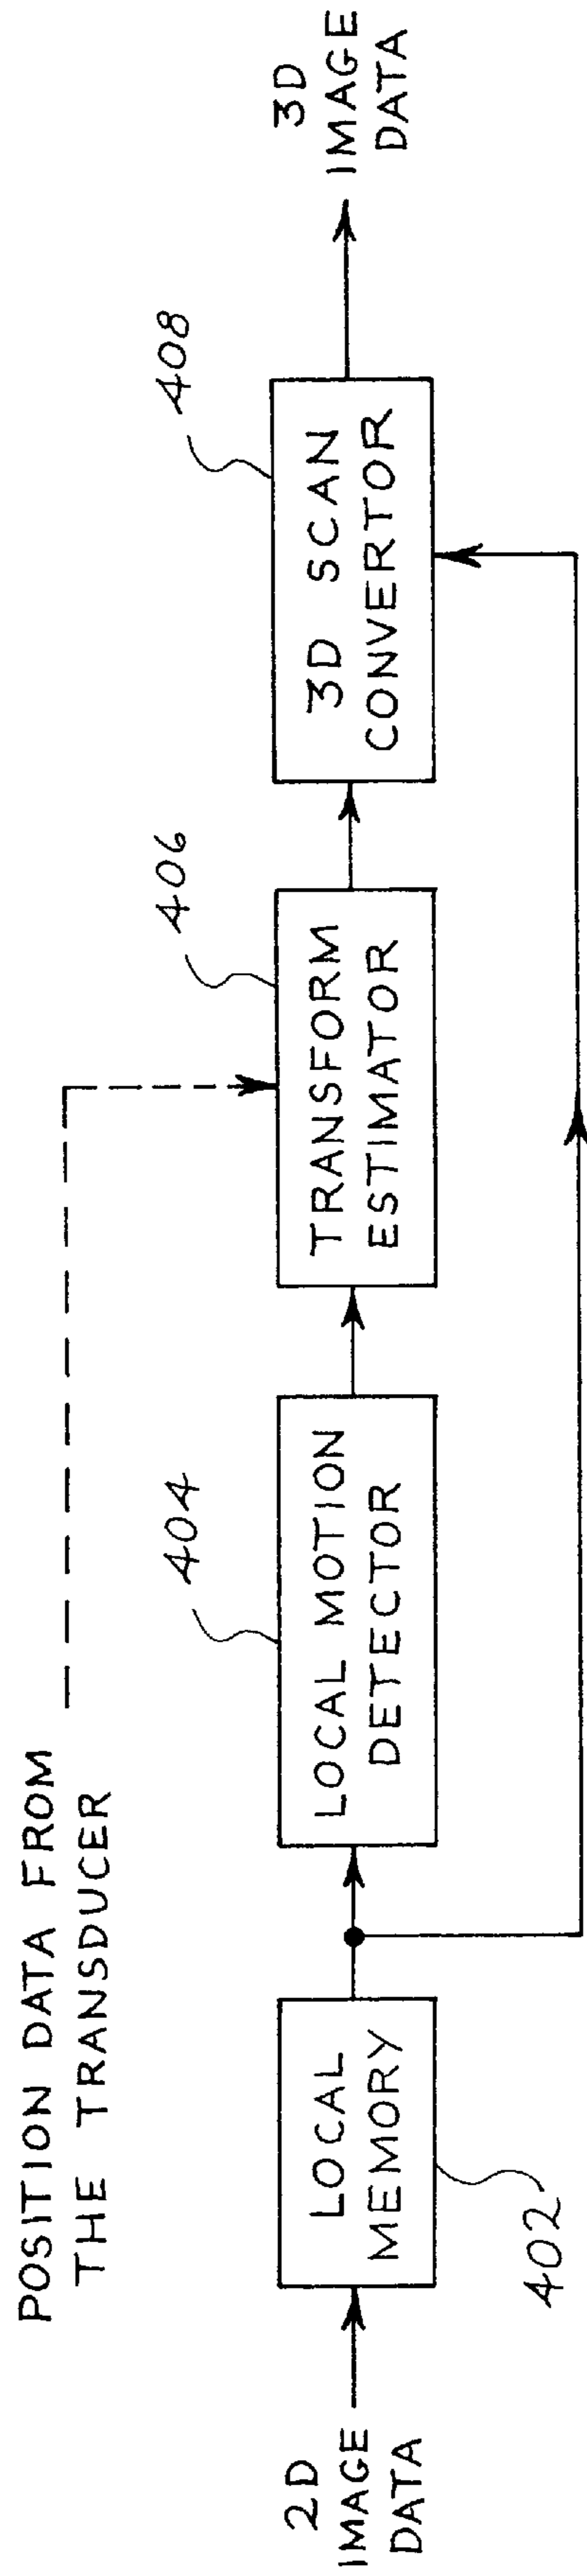 POSITION DATA FROM
THE TRANSDUCER
2D
IMAGE
DATA
LOCAL
MEMORY
402
LOCAL MOTION
DETECTOR
404
TRANSFORM
ESTIMATOR
406
3D SCAN
CONVERTOR
408
3D
IMAGE
DATA